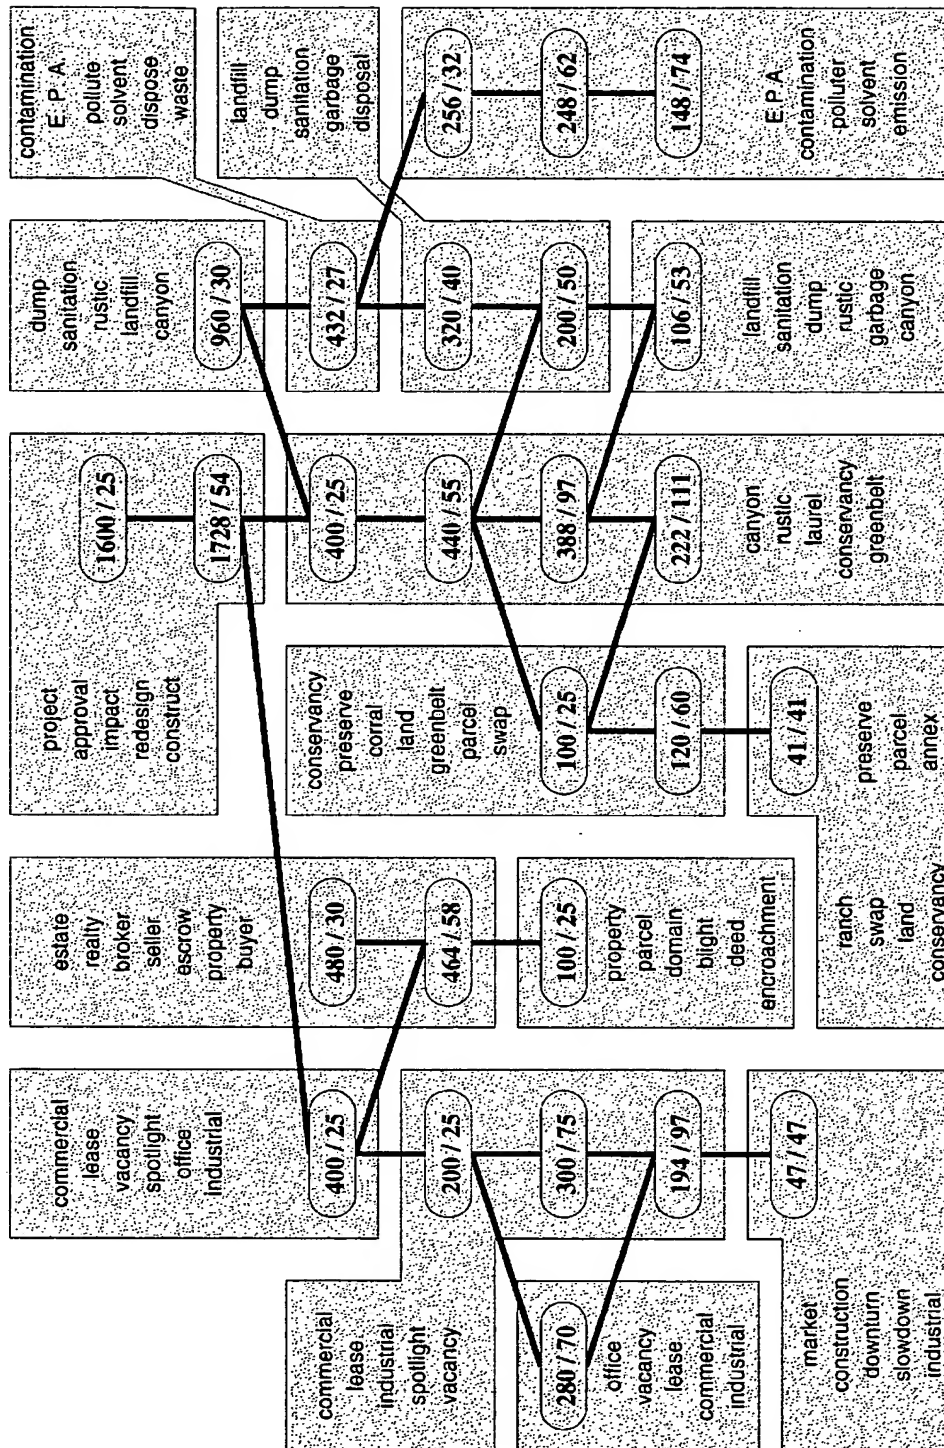 contamination
E P A
pollute
solvent
dispose
waste
landfill
dump
sanitation
garbage
disposal
256 / 32
248 / 62
148 / 74
E P A
contamination
polluter
solvent
emission
dump
sanitation
rustic
landfill
canyon
960 / 30
432 / 27
320 / 40
200 / 50
106 / 53
landfill
sanitation
dump
rustic
garbage
canyon
project
approval
impact
redesign
construct
1600 / 25
1728 / 54
400 / 25
440 / 55
388 / 97
222 / 111
canyon
rustic
laurel
conservancy
greenbelt
conservancy
preserve
corral
land
greenbelt
parcel
swap
100 / 25
120 / 60
41 / 41
preserve
parcel
annex
ranch
swap
land
conservancy
estate
realty
broker
seller
escrow
property
buyer
480 / 30
464 / 58
100 / 25
property
parcel
domain
blight
deed
encroachment
commercial
lease
vacancy
spotlight
office
Industrial
400 / 25
200 / 25
300 / 75
194 / 97
47 / 47
commercial
lease
industrial
spotlight
vacancy
280 / 70
office
vacancy
lease
commercial
industrial
market
construction
downturn
slowdown
industrial